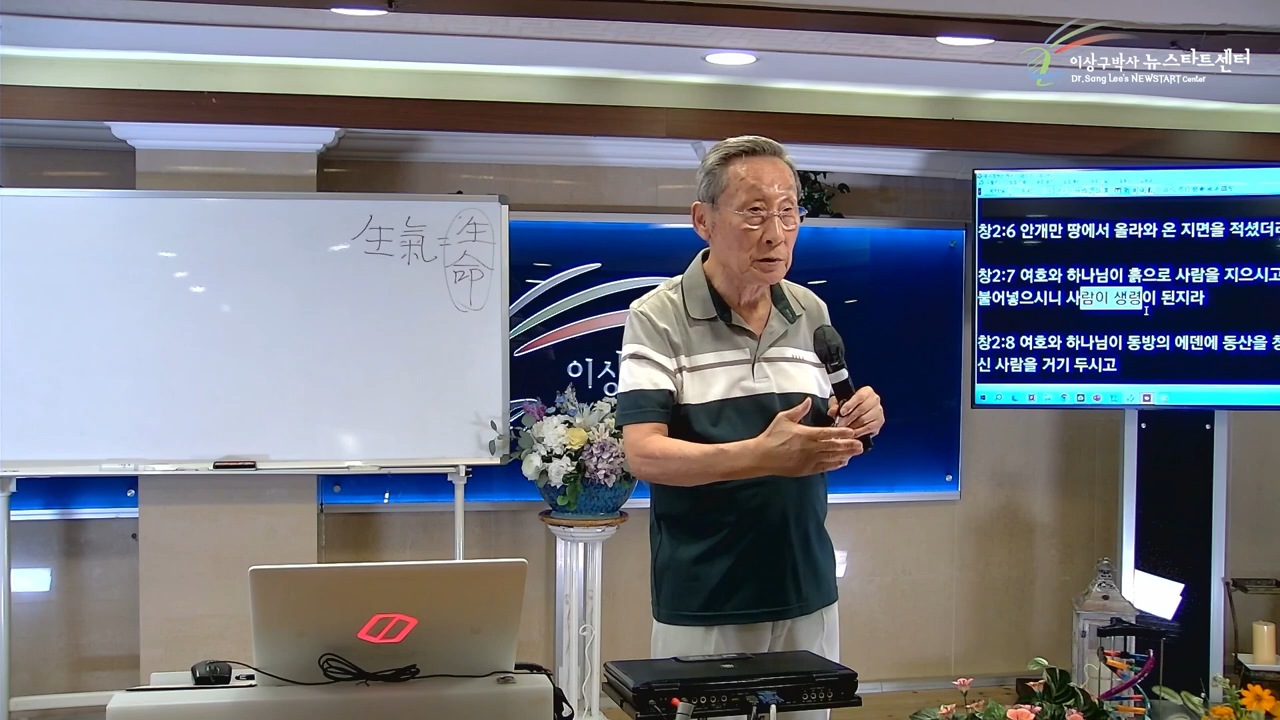 이상구박사 뉴스타트센터
Dr. Sang Lee's NEWSTART Center
生氣=生命
창2:6 안개만 땅에서 올라와 온 지면을 적셨더라
창2:7 여호와 하나님이 흙으로 사람을 지으시고
불어넣으시니 사람이 생령이 된지라
창2:8 여호와 하나님이 동방의 에덴에 동산을 창
신 사람을 거기 두시고
이상